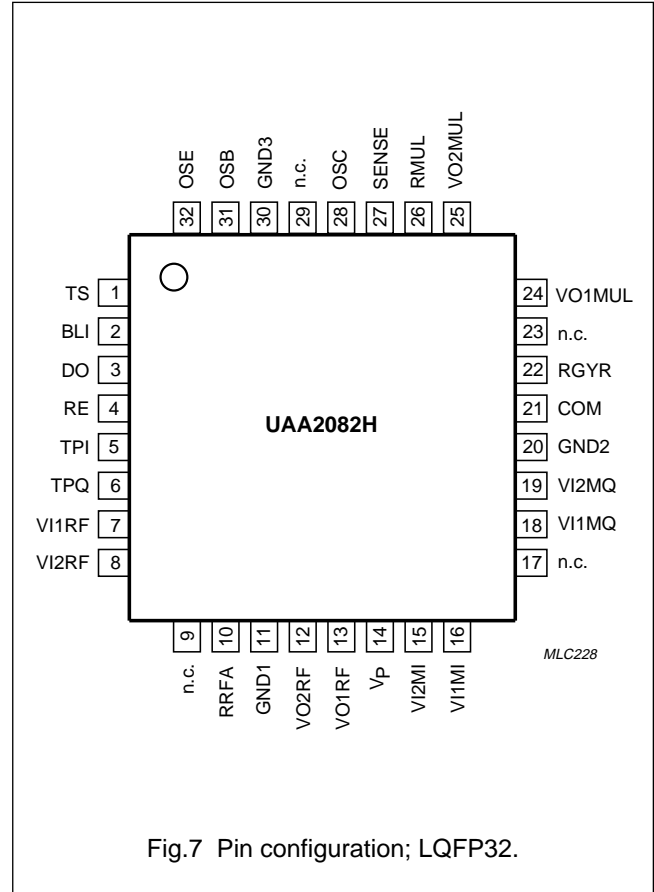 OSE OSB GND3 n.c. OSC SENSE RMUL VO2MUL
32 31 30 29 28 27 26 25
TS 1
BLI 2
DO 3
RE 4
TPI 5
TPQ 6
VI1RF 7
VI2RF 8
UAA2082H
24 VO1MUL
23 n.c.
22 RGYR
21 COM
20 GND2
19 VI2MQ
18 VI1MQ
17 n.c.
9 10 11 12 13 14 15 16
n.c. RRFA GND1 VO2RF VO1RF VP VI2MI VI1MI
MLC228
Fig.7 Pin configuration; LQFP32.